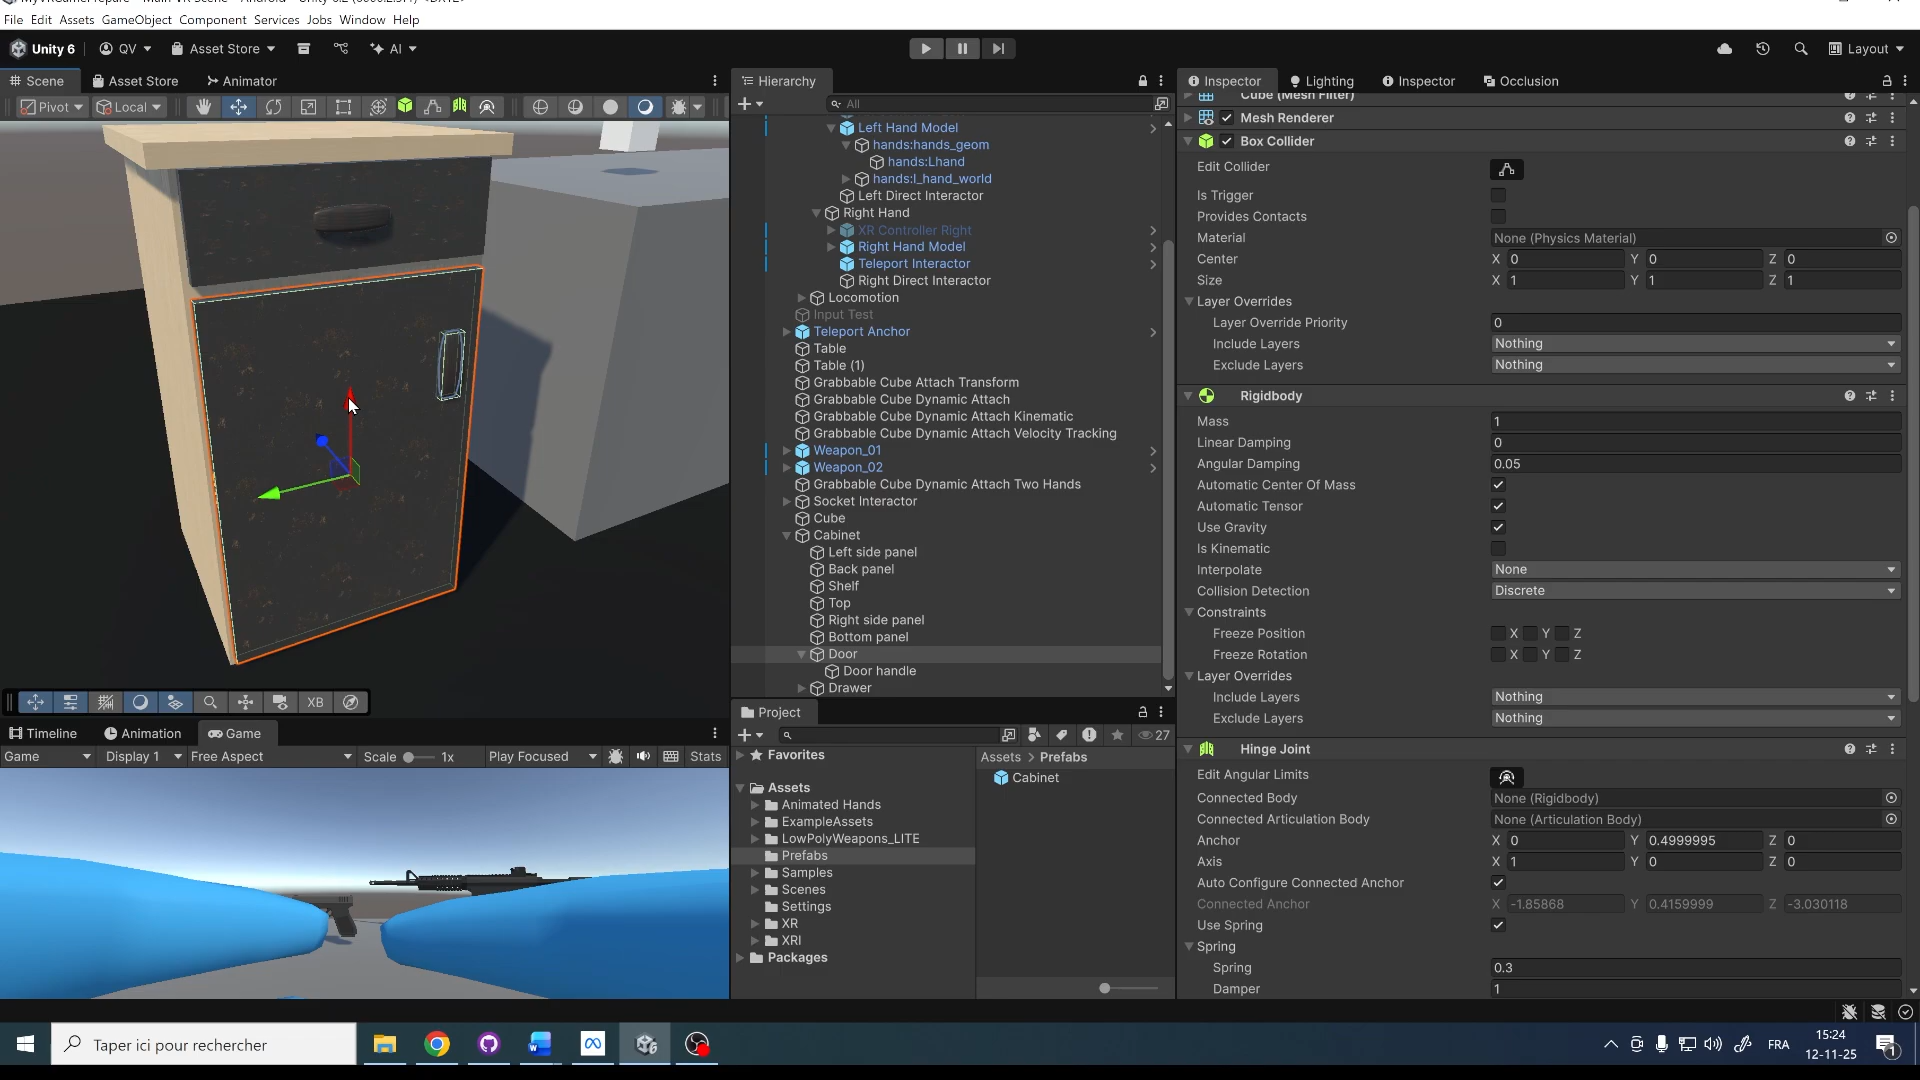 File Edit Assets GameObject Component Services Jobs Window Help
Unity 6 QV Asset Store AI Layout
Scene Asset Store Animator
Pivot Local
XB
Timeline Animation Game
Game Display 1 Free Aspect Scale 1x Play Focused Stats
Hierarchy
All
Left Hand Model
hands:hands_geom
hands:Lhand
hands:l_hand_world
Left Direct Interactor
Right Hand
XR Controller Right
Right Hand Model
Teleport Interactor
Right Direct Interactor
Locomotion
Input Test
Teleport Anchor
Table
Table (1)
Grabbable Cube Attach Transform
Grabbable Cube Dynamic Attach
Grabbable Cube Dynamic Attach Kinematic
Grabbable Cube Dynamic Attach Velocity Tracking
Weapon_01
Weapon_02
Grabbable Cube Dynamic Attach Two Hands
Socket Interactor
Cube
Cabinet
Left side panel
Back panel
Shelf
Top
Right side panel
Bottom panel
Door
Door handle
Drawer
Project
27
Favorites
Assets
Animated Hands
ExampleAssets
LowPolyWeapons_LITE
Prefabs
Samples
Scenes
Settings
XR
XRI
Packages
Assets > Prefabs
Cabinet
Inspector Lighting Inspector Occlusion
Cube (Mesh Filter)
Mesh Renderer
Box Collider
Edit Collider
Is Trigger
Provides Contacts
Material None (Physics Material)
Center X 0 Y 0 Z 0
Size X 1 Y 1 Z 1
Layer Overrides
Layer Override Priority 0
Include Layers Nothing
Exclude Layers Nothing
Rigidbody
Mass 1
Linear Damping 0
Angular Damping 0.05
Automatic Center Of Mass
Automatic Tensor
Use Gravity
Is Kinematic
Interpolate None
Collision Detection Discrete
Constraints
Freeze Position X Y Z
Freeze Rotation X Y Z
Layer Overrides
Include Layers Nothing
Exclude Layers Nothing
Hinge Joint
Edit Angular Limits
Connected Body None (Rigidbody)
Connected Articulation Body None (Articulation Body)
Anchor X 0 Y 0.4999995 Z 0
Axis X 1 Y 0 Z 0
Auto Configure Connected Anchor
Connected Anchor X -1.85868 Y 0.4159999 Z -3.030118
Use Spring
Spring
Spring 0.3
Damper 1
Taper ici pour rechercher
FRA
15:24
12-11-25
1